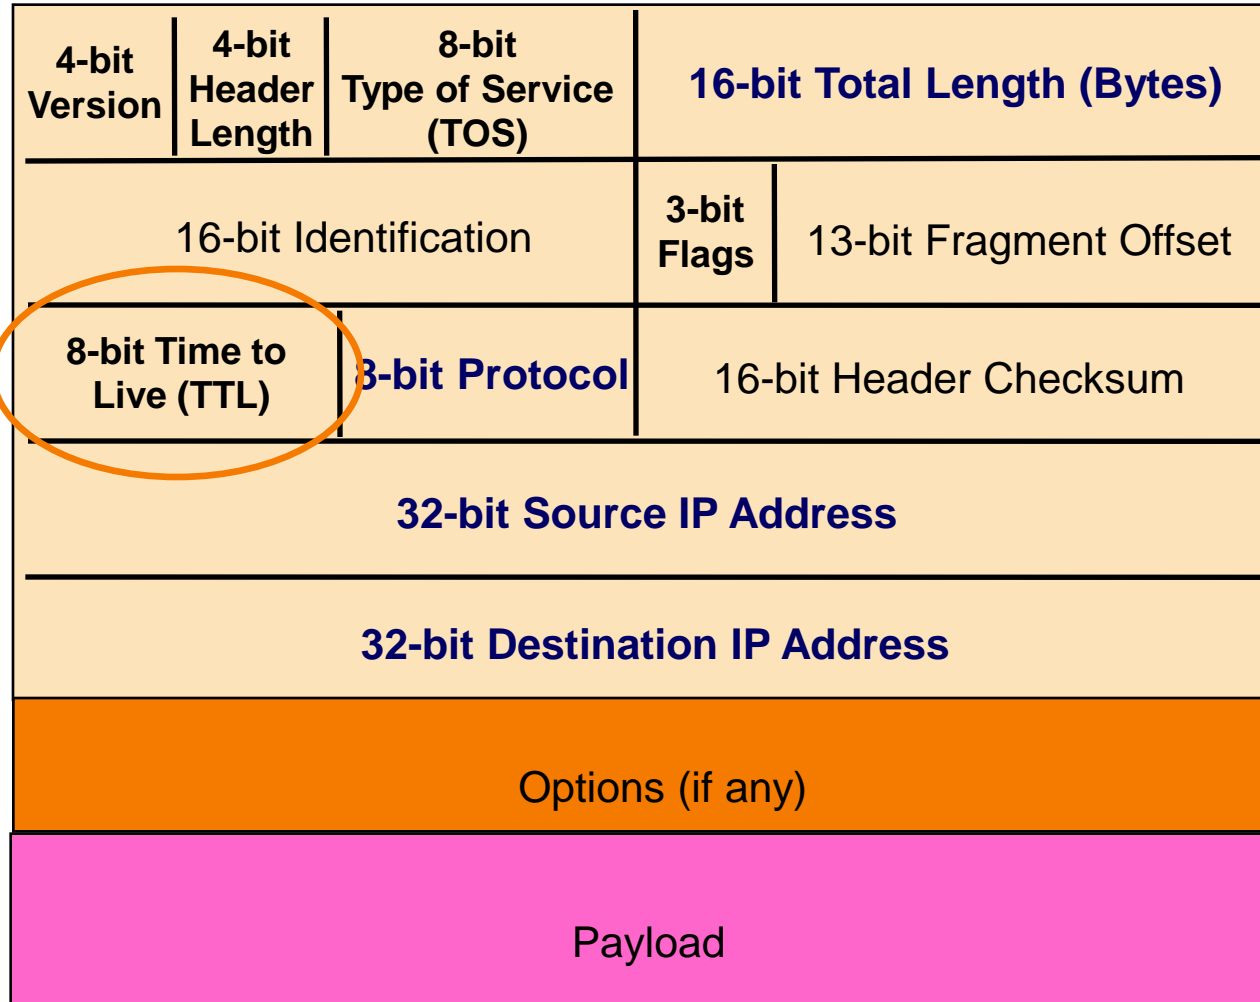 4-bit
Version
4-bit
Header
Length
8-bit
Type of Service
(TOS)
16-bit Total Length (Bytes)
16-bit Identification
3-bit
Flags
13-bit Fragment Offset
8-bit Time to
Live (TTL)
8-bit Protocol
16-bit Header Checksum
32-bit Source IP Address
32-bit Destination IP Address
Options (if any)
Payload